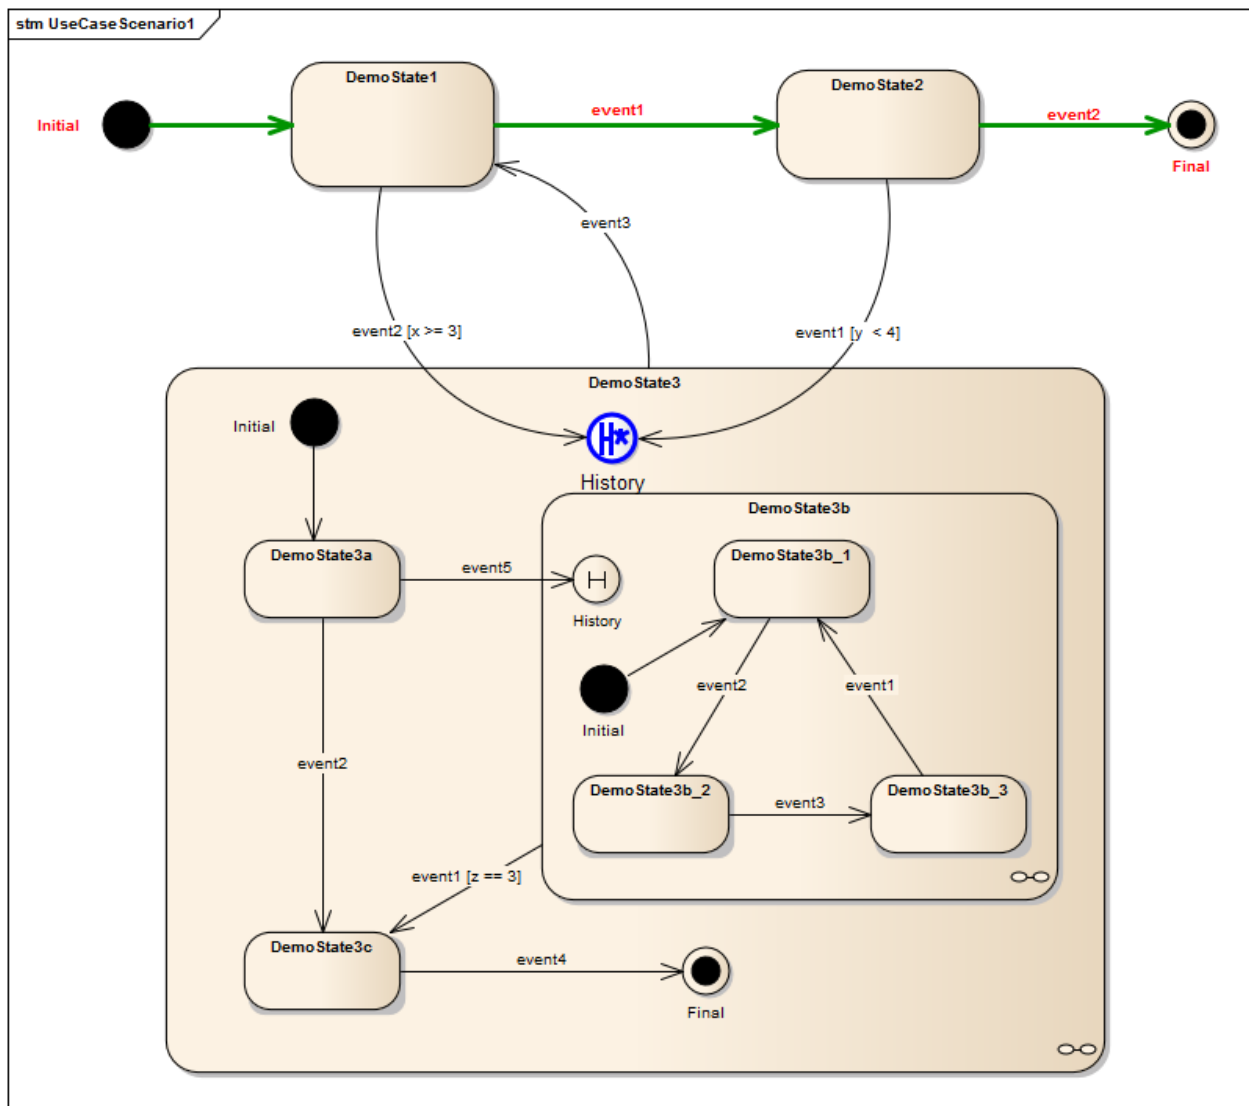 stm UseCaseScenario1
DemoState1
DemoState2
Initial
event1
event2
Final
event3
event2 [x >= 3]
event1 [y  < 4]
DemoState3
Initial
H*
History
DemoState3b
DemoState3a
DemoState3b_1
event5
H
History
event2
event1
Initial
event2
DemoState3b_2
event3
DemoState3b_3
event1 [z == 3]
DemoState3c
event4
Final